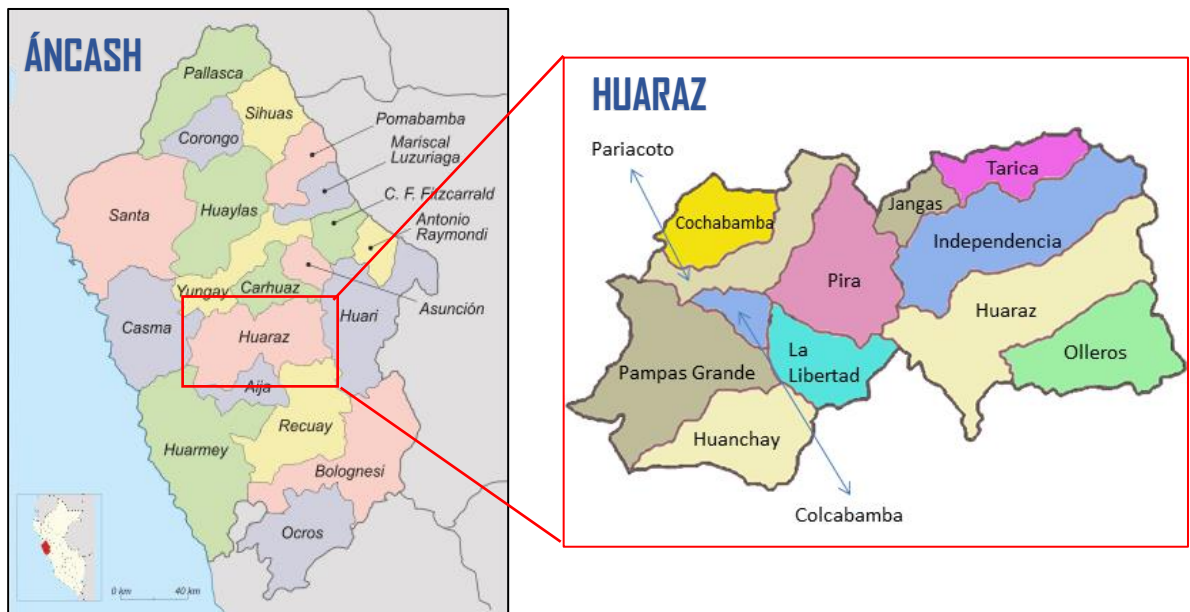 ÁNCASH
Pallasca
Sihuas
Corongo
Pomabamba
Mariscal
Luzuriaga
C. F. Fitzcarrald
Antonio
Raymondi
Santa
Huaylas
Yungay
Carhuaz
Asunción
Casma
Huaraz
Huari
Aija
Huarmey
Recuay
Bolognesi
Ocros
0 km 40 km
HUARAZ
Pariacoto
Tarica
Jangas
Cochabamba
Independencia
Pira
Huaraz
La
Libertad
Olleros
Pampas Grande
Huanchay
Colcabamba